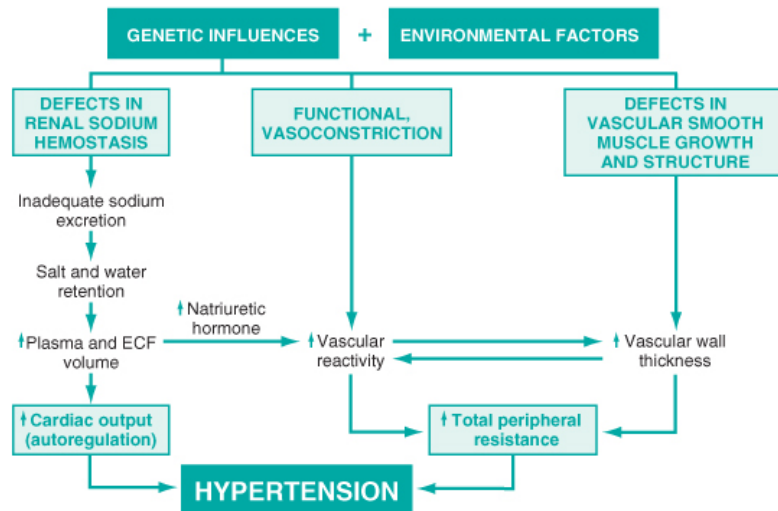 GENETIC INFLUENCES + ENVIRONMENTAL FACTORS
DEFECTS IN
RENAL SODIUM
HEMOSTASIS
FUNCTIONAL,
VASOCONSTRICTION
DEFECTS IN
VASCULAR SMOOTH
MUSCLE GROWTH
AND STRUCTURE
Inadequate sodium
excretion
Salt and water
retention
Natriuretic
hormone
Plasma and ECF
volume
Vascular
reactivity
Vascular wall
thickness
Cardiac output
(autoregulation)
Total peripheral
resistance
HYPERTENSION